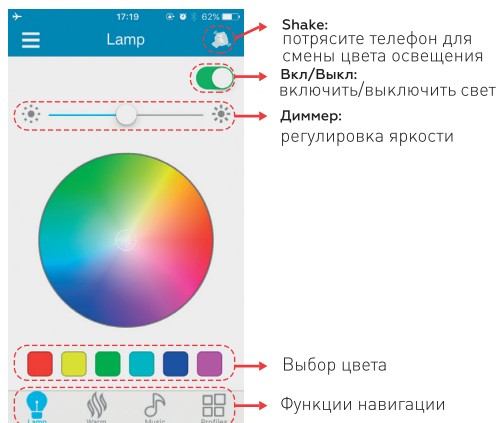 17:19
62%
Lamp
Shake:
потрясите телефон для
смены цвета освещения
Вкл/Выкл:
включить/выключить свет
Диммер:
регулировка яркости
Выбор цвета
Функции навигации
Lamp
Warm
Music
Profiles